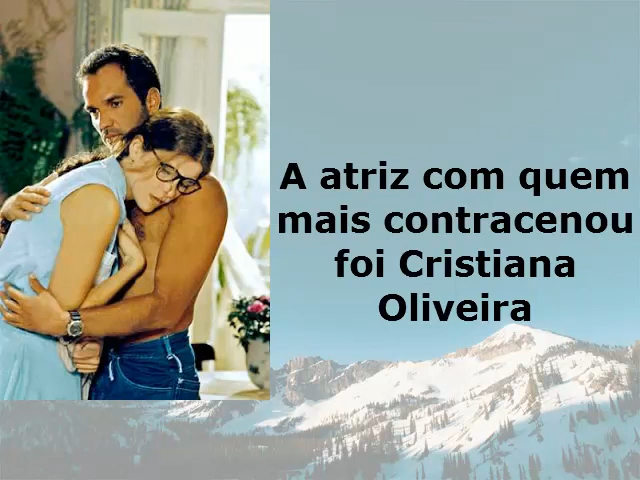 A atriz com quem
mais contracenou
foi Cristiana
Oliveira